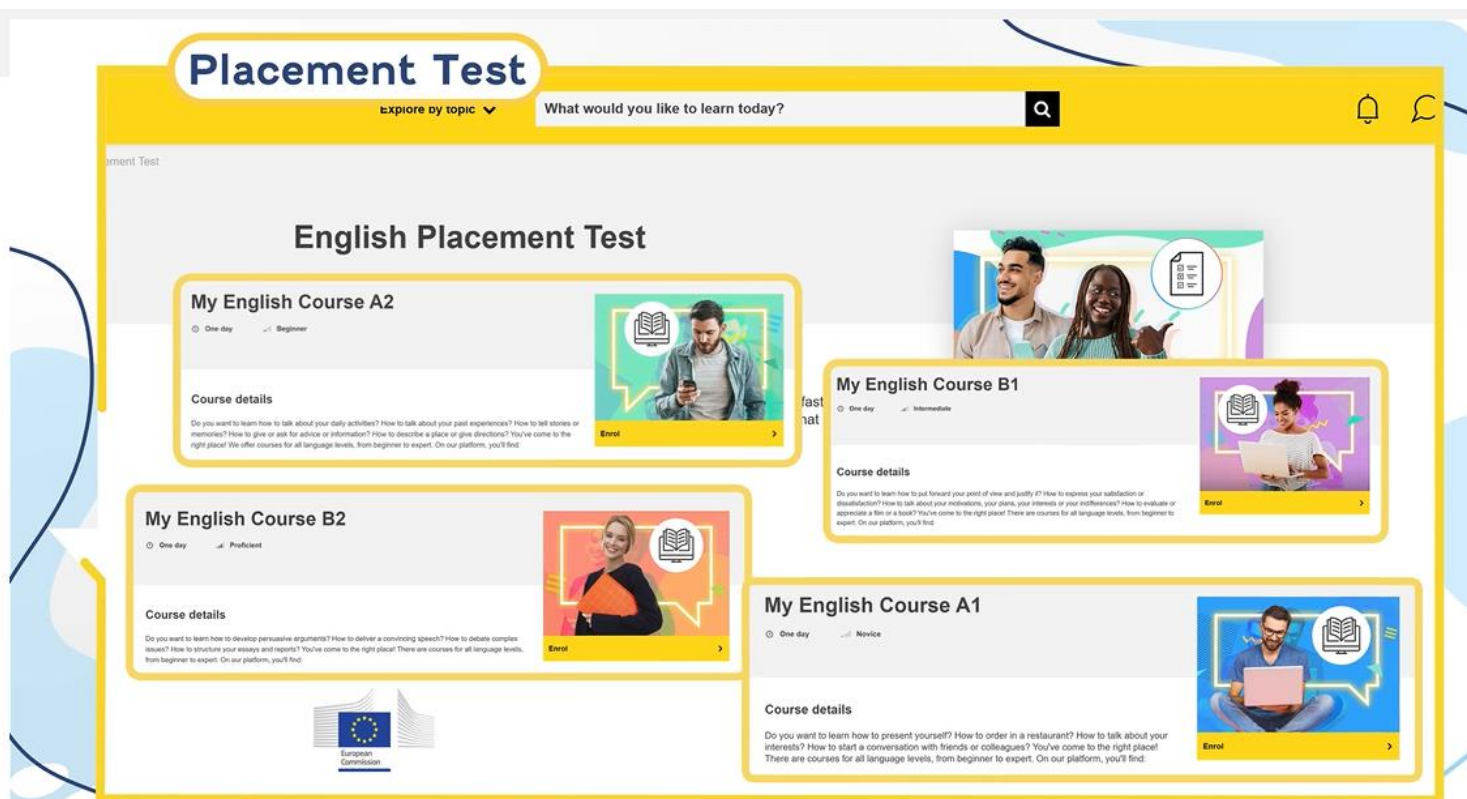 Placement Test
Explore by topic
What would you like to learn today?
ement Test
English Placement Test
My English Course A2
One day Beginner
Course details
Do you want to learn how to talk about your daily activities? How to talk about your past experiences? How to tell stories or
memories? How to give or ask for advice or information? How to describe a place or give directions? You've come to the
right place! We offer courses for all language levels, from beginner to expert. On our platform, you'll find:
Enrol
fast
hat
My English Course B1
One day Intermediate
Course details
Do you want to learn how to put forward your point of view and justify it? How to express your satisfaction or
dissatisfaction? How to talk about your motivations, your plans, your interests or your indifferences? How to evaluate or
appreciate a film or a book? You've come to the right place! There are courses for all language levels, from beginner to
expert. On our platform, you'll find:
Enrol
My English Course B2
One day Proficient
Course details
Do you want to learn how to develop persuasive arguments? How to deliver a convincing speech? How to debate complex
issues? How to structure your essays and reports? You've come to the right place! There are courses for all language levels,
from beginner to expert. On our platform, you'll find:
Enrol
My English Course A1
One day Novice
Course details
Do you want to learn how to present yourself? How to order in a restaurant? How to talk about your
interests? How to start a conversation with friends or colleagues? You've come to the right place!
There are courses for all language levels, from beginner to expert. On our platform, you'll find:
Enrol
European
Commission